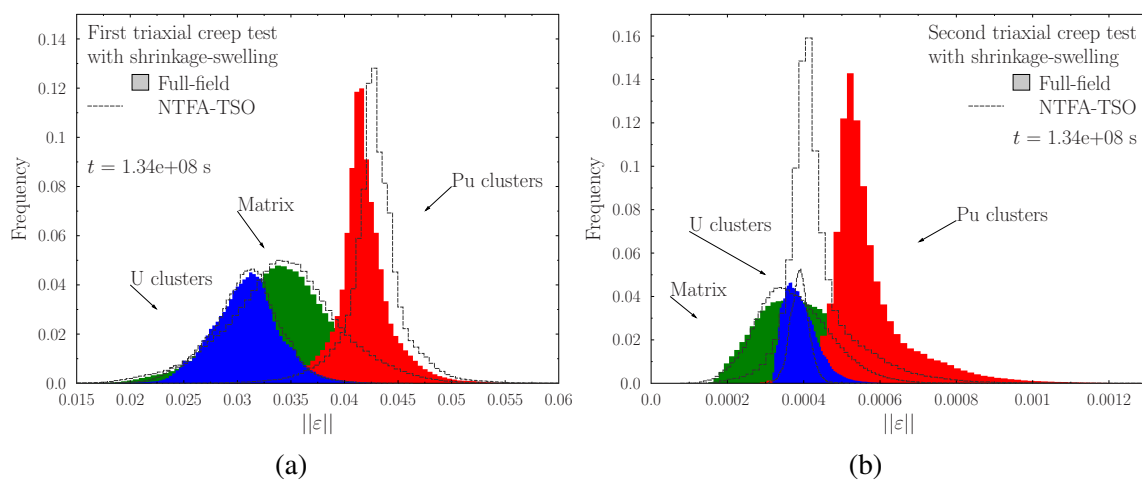 First triaxial creep test
with shrinkage-swelling
Full-field
NTFA-TSO
t = 1.34e+08 s
Pu clusters
Matrix
U clusters
Frequency
0.14
0.12
0.10
0.08
0.06
0.04
0.02
0.0
0.015 0.02 0.025 0.03 0.035 0.04 0.045 0.05 0.055 0.06
||ε||
(a)
Second triaxial creep test
with shrinkage-swelling
Full-field
NTFA-TSO
t = 1.34e+08 s
Pu clusters
U clusters
Matrix
Frequency
0.16
0.14
0.12
0.10
0.08
0.06
0.04
0.02
0.0
0.0 0.0002 0.0004 0.0006 0.0008 0.001 0.0012
||ε||
(b)